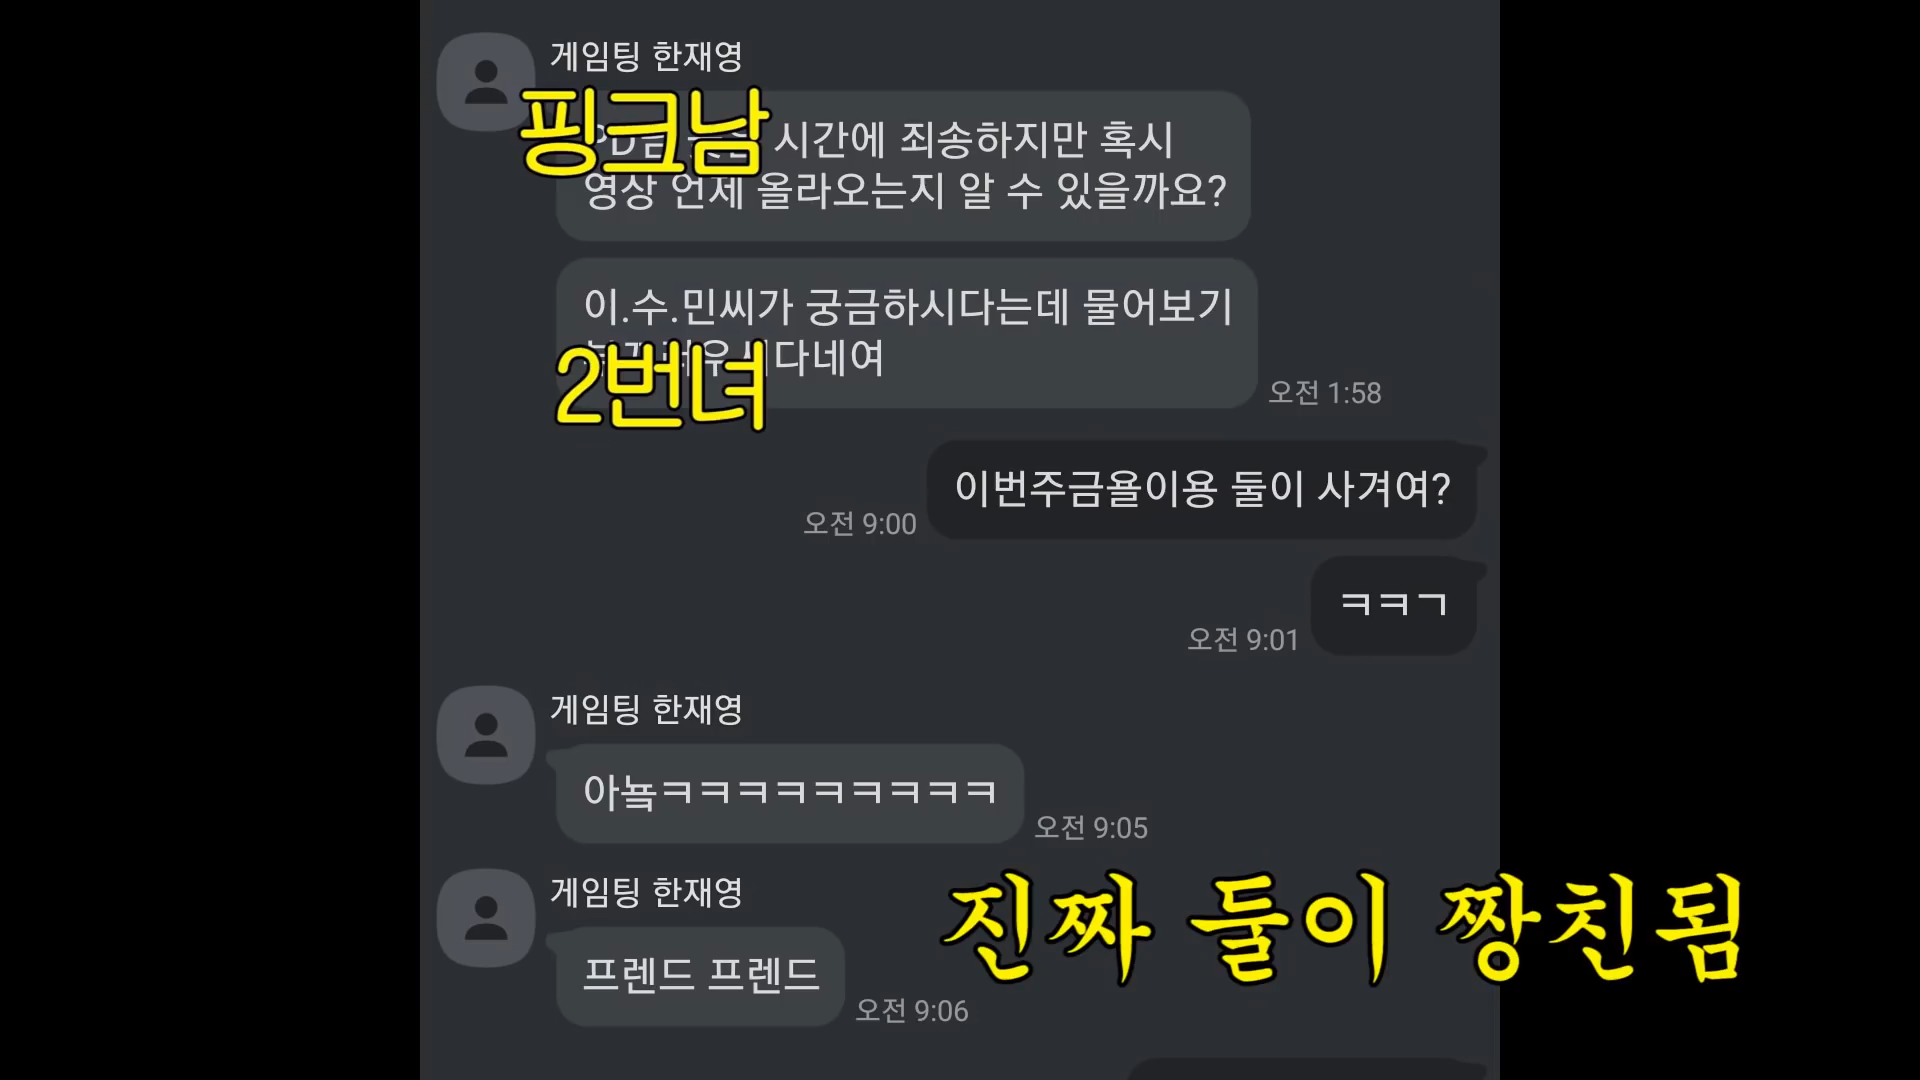 게임팅 한재영
핑크남
시간에 죄송하지만 혹시
영상 언제 올라오는지 알 수 있을까요?
이.수.민씨가 궁금하시다는데 물어보기
다네여
2번녀
오전 1:58
이번주금욜이용 둘이 사겨여?
오전 9:00
ㅋㅋㄱ
오전 9:01
게임팅 한재영
아뇸ㅋㅋㅋㅋㅋㅋㅋㅋㅋ
오전 9:05
게임팅 한재영
프렌드 프렌드
오전 9:06
진짜 둘이 짱친됨